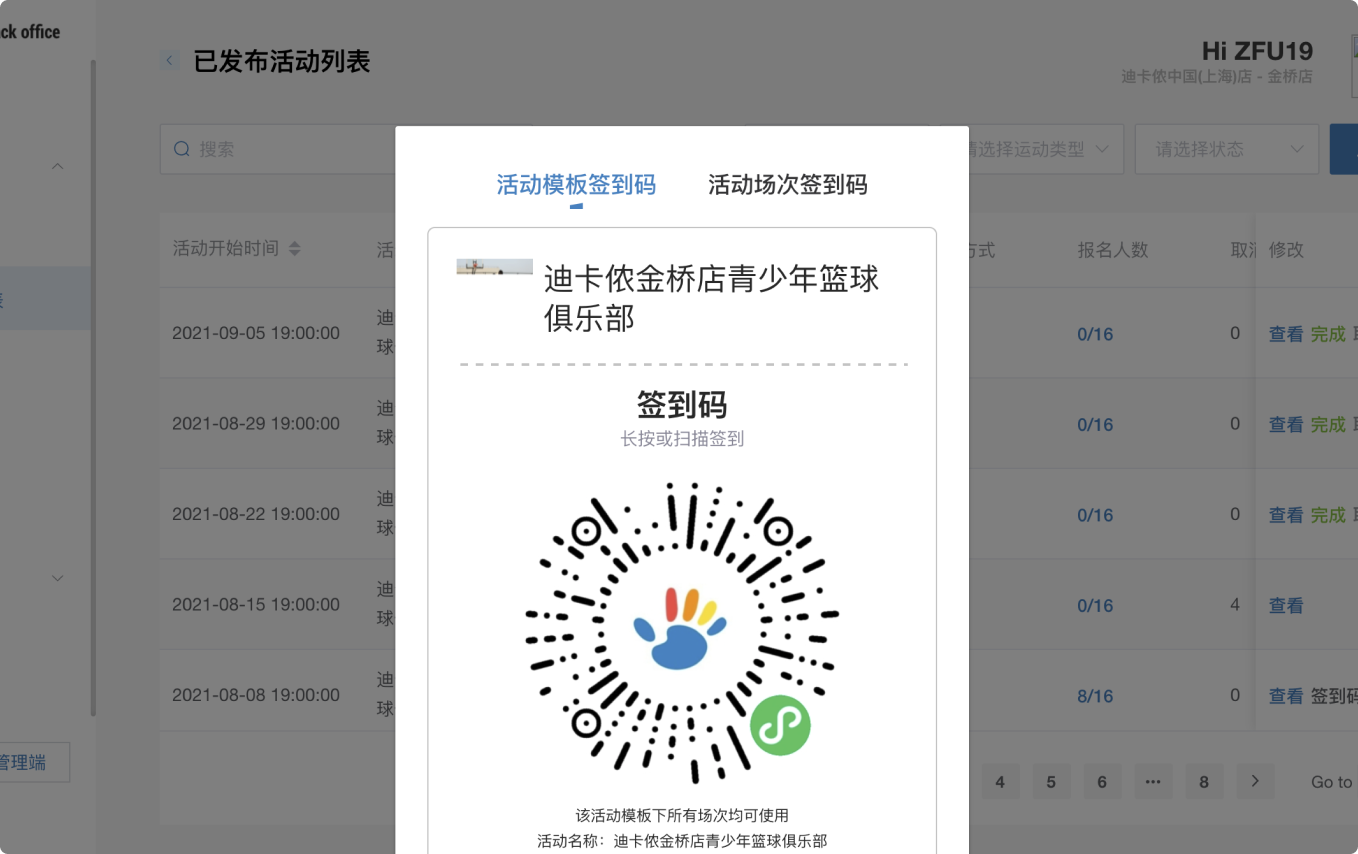 ck office
已发布活动列表
Hi ZFU19
迪卡侬中国(上海)店 - 金桥店
搜索
请选择运动类型
请选择状态
活动模板签到码
活动场次签到码
活动开始时间
活
方式
报名人数
取消
修改
迪卡侬金桥店青少年篮球
俱乐部
2021-09-05 19:00:00
迪
球
0/16
0
查看 完成
签到码
长按或扫描签到
2021-08-29 19:00:00
迪
球
0/16
0
查看 完成
2021-08-22 19:00:00
迪
球
0/16
0
查看 完成
2021-08-15 19:00:00
迪
球
0/16
4
查看
2021-08-08 19:00:00
迪
球
8/16
0
查看 签到码
管理端
4
5
6
•••
8
Go to
该活动模板下所有场次均可使用
活动名称：迪卡侬金桥店青少年篮球俱乐部